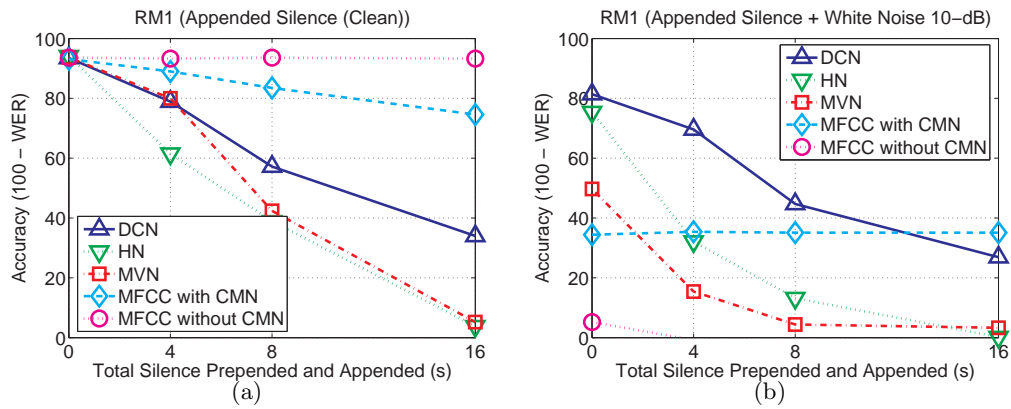 RM1 (Appended Silence (Clean))
100
80
60
40
20
0
Accuracy (100 − WER)
DCN
HN
MVN
MFCC with CMN
MFCC without CMN
0 4 8 16
Total Silence Prepended and Appended (s)
(a)
RM1 (Appended Silence + White Noise 10−dB)
100
80
60
40
20
0
Accuracy (100 − WER)
DCN
HN
MVN
MFCC with CMN
MFCC without CMN
0 4 8 16
Total Silence Prepended and Appended (s)
(b)